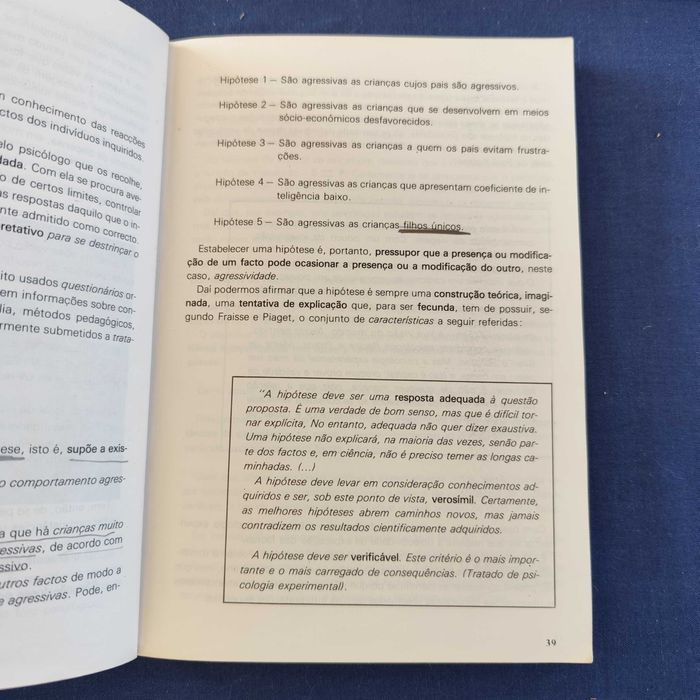 m conhecimento das reacções
ctos dos indivíduos inquiridos.
elo psicólogo que os recolhe,
lada. Com ela se procura ave-
o de certos limites, controlar
as respostas daquilo que o in-
ente admitido como correcto.
pretativo para se destrinçar o
ito usados questionários or-
em informações sobre con-
lia, métodos pedagógicos,
ormente submetidos a trata-
ese, isto é, supõe a exis-
o comportamento agres-
a que há crianças muito
essivas, de acordo com
ssivo.
utros factos de modo a
e agressivas. Pode, en-
Hipótese 1 — São agressivas as crianças cujos pais são agressivos.
Hipótese 2 — São agressivas as crianças que se desenvolvem em meios
sócio-económicos desfavorecidos.
Hipótese 3 — São agressivas as crianças a quem os pais evitam frustra-
ções.
Hipótese 4 — São agressivas as crianças que apresentam coeficiente de in-
teligência baixo.
Hipótese 5 — São agressivas as crianças filhos únicos.
Estabelecer uma hipótese é, portanto, pressupor que a presença ou modifica-
ção de um facto pode ocasionar a presença ou a modificação do outro, neste
caso, agressividade.
Daí podermos afirmar que a hipótese é sempre uma construção teórica, imagi-
nada, uma tentativa de explicação que, para ser fecunda, tem de possuir, se-
gundo Fraisse e Piaget, o conjunto de características a seguir referidas:
"A hipótese deve ser uma resposta adequada à questão
proposta. É uma verdade de bom senso, mas que é difícil tor-
nar explícita, No entanto, adequada não quer dizer exaustiva.
Uma hipótese não explicará, na maioria das vezes, senão par-
te dos factos e, em ciência, não é preciso temer as longas ca-
minhadas. (...)
A hipótese deve levar em consideração conhecimentos ad-
quiridos e ser, sob este ponto de vista, verosímil. Certamente,
as melhores hipóteses abrem caminhos novos, mas jamais
contradizem os resultados cientificamente adquiridos.
A hipótese deve ser verificável. Este critério é o mais impor-
tante e o mais carregado de consequências. (Tratado de psi-
cologia experimental).
39